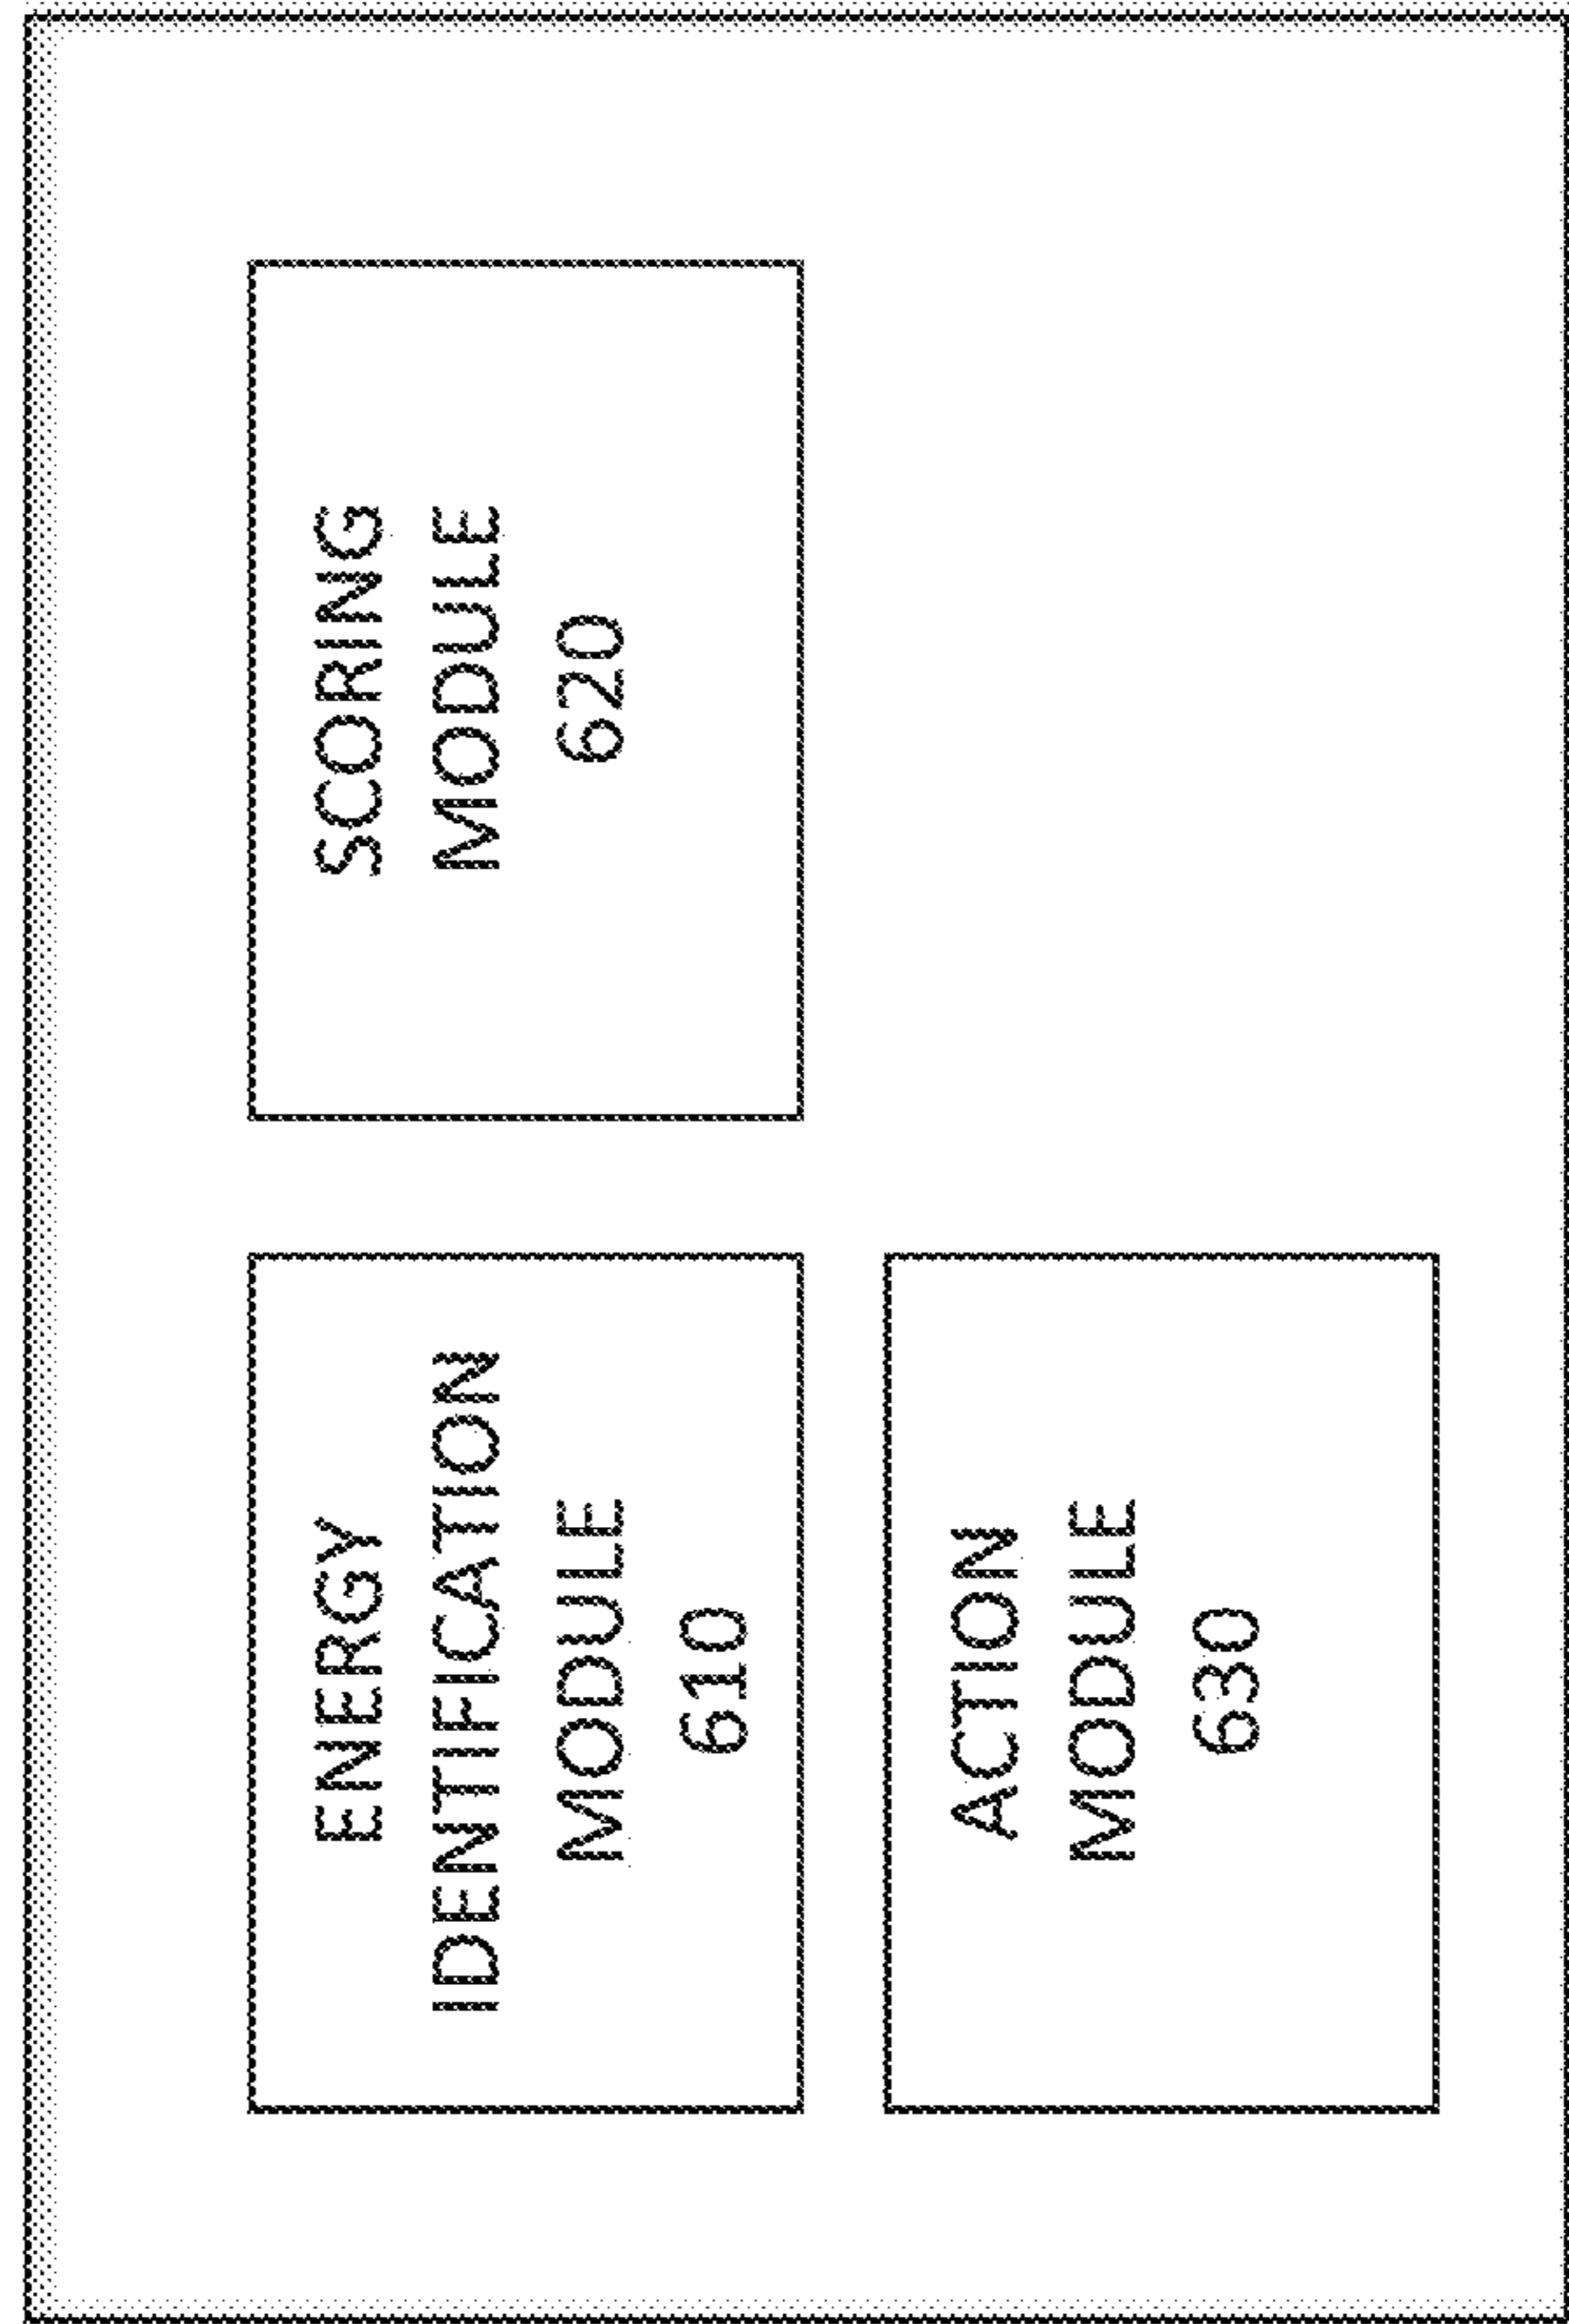 ENERGY
IDENTIFICATION
MODULE
610
SCORING
MODULE
620
ACTION
MODULE
630